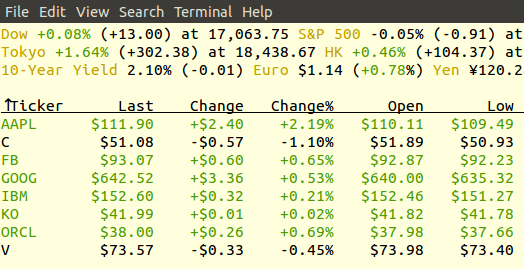 File Edit View Search Terminal Help
Dow +0.08% (+13.00) at 17,063.75 S&P 500 -0.05% (-0.91) at
Tokyo +1.64% (+302.38) at 18,438.67 HK +0.46% (+104.37) at
10-Year Yield 2.10% (-0.01) Euro $1.14 (+0.78%) Yen ¥120.2
↑Ticker Last Change Change% Open Low
AAPL $111.90 +$2.40 +2.19% $110.11 $109.49
C $51.08 -$0.57 -1.10% $51.89 $50.93
FB $93.07 +$0.60 +0.65% $92.87 $92.23
GOOG $642.52 +$3.36 +0.53% $640.00 $635.32
IBM $152.60 +$0.32 +0.21% $152.46 $151.27
KO $41.99 +$0.01 +0.02% $41.82 $41.78
ORCL $38.00 +$0.26 +0.69% $37.98 $37.66
V $73.57 -$0.33 -0.45% $73.98 $73.40